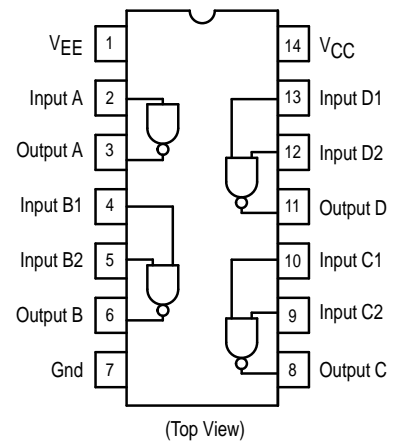 VEE 1 14 VCC
Input A 2 13 Input D1
Output A 3 12 Input D2
Input B1 4 11 Output D
Input B2 5 10 Input C1
Output B 6 9 Input C2
Gnd 7 8 Output C
(Top View)